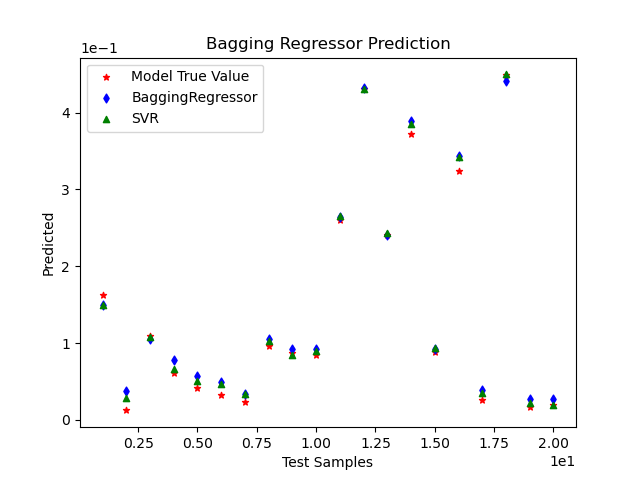 Bagging Regressor Prediction
1e−1
Model True Value
BaggingRegressor
SVR
4
3
2
1
0
Predicted
0.25 0.50 0.75 1.00 1.25 1.50 1.75 2.00
Test Samples
1e1